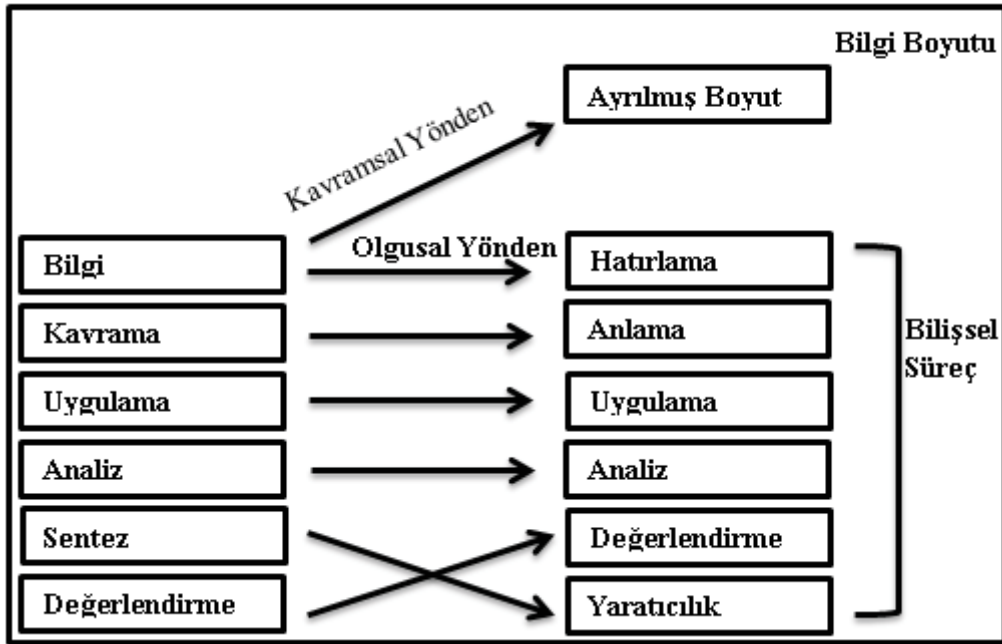 Bilgi Boyutu
Ayrılmış Boyut
Kavramsal Yönden
Olgusal Yönden
Bilgi
Hatırlama
Kavrama
Anlama
Bilişsel
Süreç
Uygulama
Uygulama
Analiz
Analiz
Sentez
Değerlendirme
Değerlendirme
Yaratıcılık